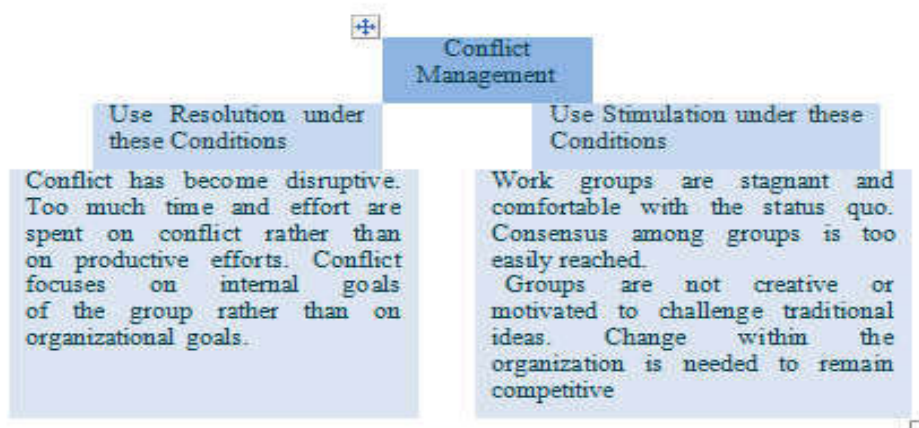 Conflict
Management
Use Resolution under
these Conditions
Conflict has become disruptive.
Too much time and effort are
spent on conflict rather than
on productive efforts. Conflict
focuses on internal goals
of the group rather than on
organizational goals.
Use Stimulation under these
Conditions
Work groups are stagnant and
comfortable with the status quo.
Consensus among groups is too
easily reached.
Groups are not creative or
motivated to challenge traditional
ideas. Change within the
organization is needed to remain
competitive